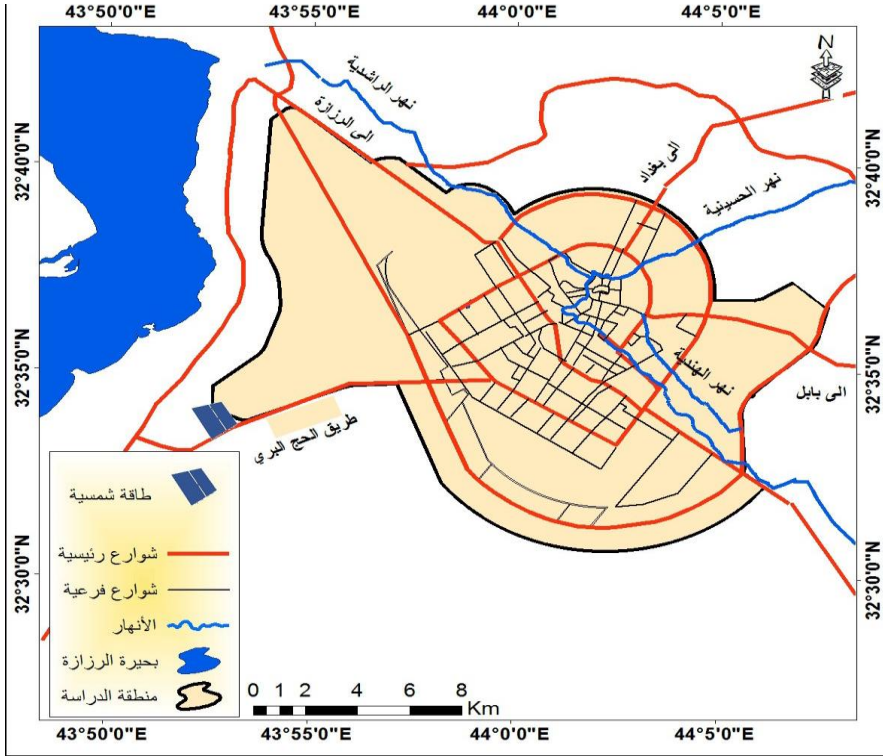 43°50'0"E 43°55'0"E 44°0'0"E 44°5'0"E
N
نهر الراشدية
الى الرزازة
الى بغداد
نهر الحسينية
32°40'0"N
32°40'0"N
32°35'0"N
32°35'0"N
نهر الهندية
الى بابل
طريق الحج البري
طاقة شمسية
شوارع رئيسية
شوارع فرعية
الأنهار
بحيرة الرزازة
منطقة الدراسة
32°30'0"N
32°30'0"N
0 1 2 4 6 8
Km
43°50'0"E 43°55'0"E 44°0'0"E 44°5'0"E